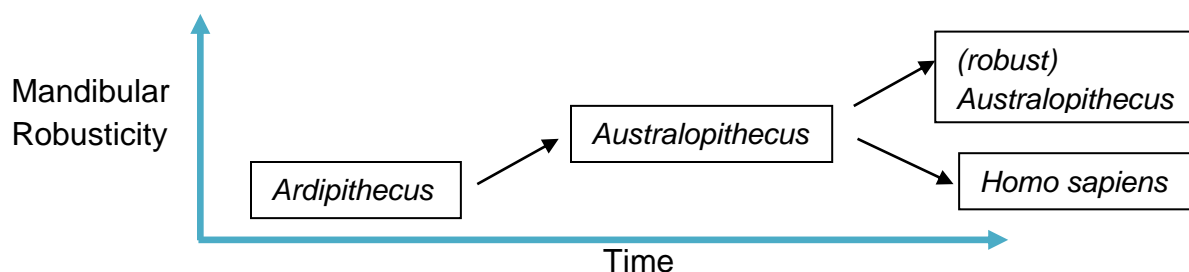 Mandibular
Robusticity
Ardipithecus
Australopithecus
(robust)
Australopithecus
Homo sapiens
Time